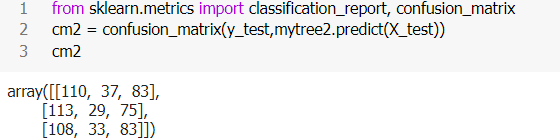 1 from sklearn.metrics import classification_report, confusion_matrix
2 cm2 = confusion_matrix(y_test,mytree2.predict(X_test))
3 cm2
array([[110, 37, 83],
[113, 29, 75],
[108, 33, 83]])